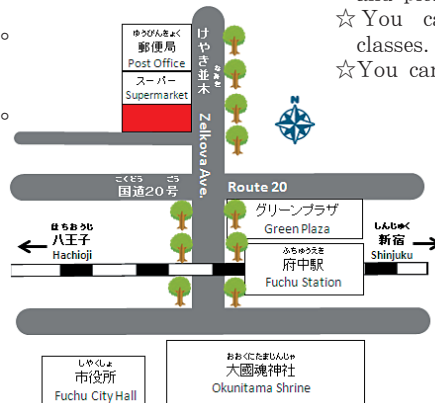 ☆You ca
classes.
☆You can
。
。
ゆうびんきょく
郵便局
Post Office
スーパー
Supermarket
けやき並木
なみき
Zelkova Ave.
N
こくどう ごう
国道20号
Route 20
グリーンプラザ
Green Plaza
はちおうじ
八王子
Hachioji
ふちゅうえき
府中駅
Fuchu Station
しんじゅく
新宿
Shinjuku
しやくしょ
市役所
Fuchu City Hall
おおくにたまじんじゃ
大國魂神社
Okunitama Shrine